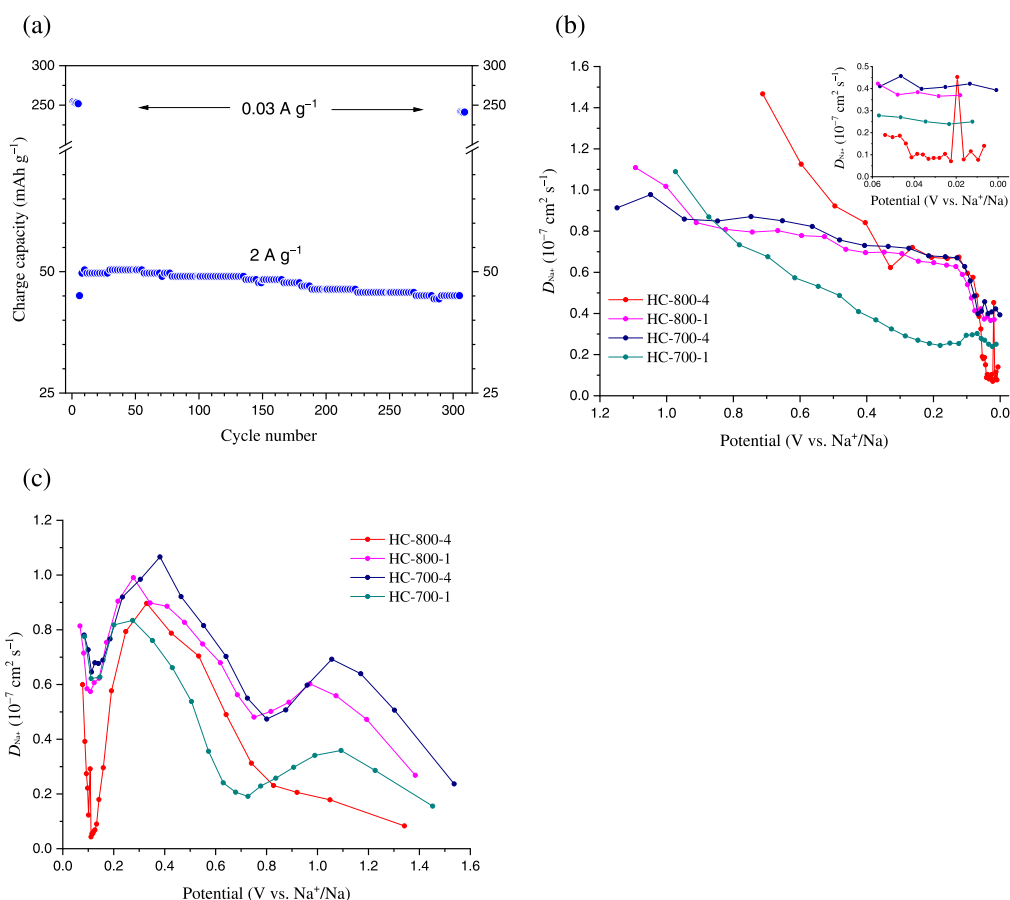 (a)
300
250
50
25
Charge capacity (mAh g⁻¹)
0.03 A g⁻¹
2 A g⁻¹
300
250
50
25
0
50
100
150
200
250
300
Cycle number
(b)
1.6
1.4
1.2
1.0
0.8
0.6
0.4
0.2
0.0
D_Na+ (10⁻⁷ cm² s⁻¹)
HC-800-4
HC-800-1
HC-700-4
HC-700-1
1.2
1.0
0.8
0.6
0.4
0.2
0.0
Potential (V vs. Na⁺/Na)
0.5
0.4
0.3
0.2
0.1
0.0
D_Na+ (10⁻⁷ cm² s⁻¹)
0.06
0.04
0.02
0.00
Potential (V vs. Na⁺/Na)
(c)
1.2
1.0
0.8
0.6
0.4
0.2
0.0
D_Na+ (10⁻⁷ cm² s⁻¹)
HC-800-4
HC-800-1
HC-700-4
HC-700-1
0.0
0.2
0.4
0.6
0.8
1.0
1.2
1.4
1.6
Potential (V vs. Na⁺/Na)